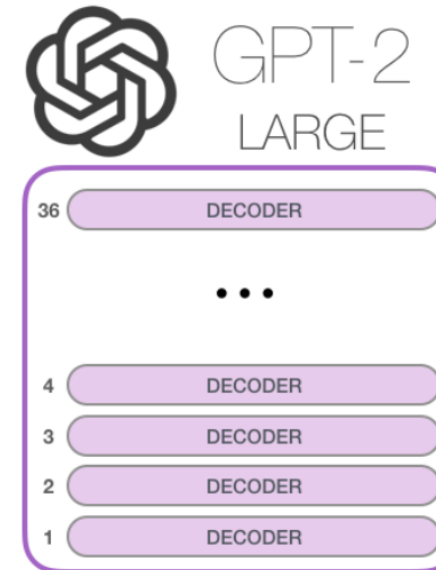 GPT-2
LARGE
36 DECODER
...
4 DECODER
3 DECODER
2 DECODER
1 DECODER